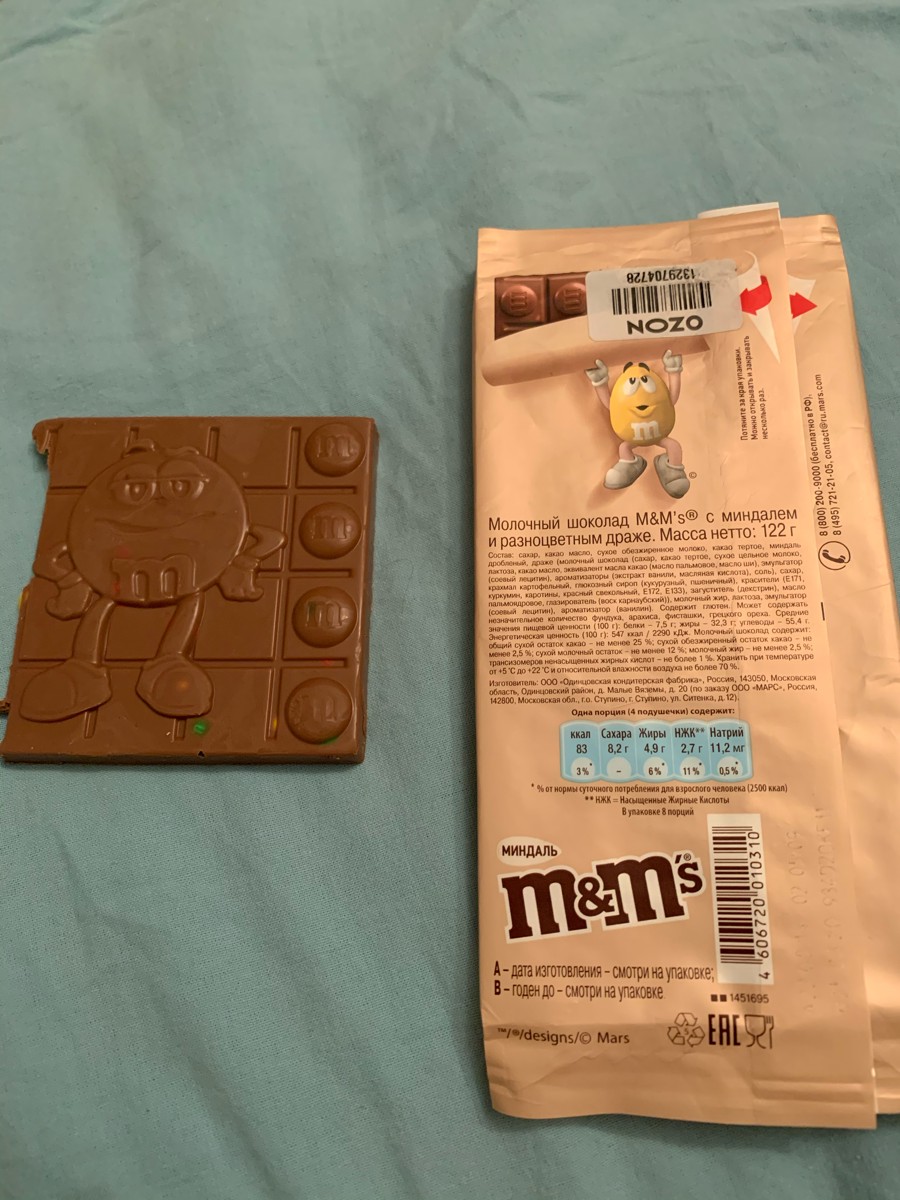 1329704728
OZON
Потяните за края упаковки.
Можно открывать и закрывать
несколько раз.
8 (800) 200-9000 (бесплатно в РФ),
8 (495) 721-21-05, contact@ru.mars.com
m
m
m
m
m
m
Молочный шоколад M&M's® с миндалем
и разноцветным драже. Масса нетто: 122 г
Состав: сахар, какао масло, сухое обезжиренное молоко, какао тертое, миндаль
дробленый, драже (молочный шоколад (сахар, какао тертое, сухое цельное молоко,
лактоза, какао масло, эквивалент масла какао (масло пальмовое, масло ши), эмульгатор
(соевый лецитин), ароматизаторы (экстракт ванили, масляная кислота), соль), сахар,
крахмал картофельный, глюкозный сироп (кукурузный, пшеничный), красители (Е171,
куркумин, каротины, красный свекольный, Е172, Е133), загуститель (декстрин), масло
пальмоядровое, глазирователь (воск карнаубский)), молочный жир, лактоза, эмульгатор
(соевый лецитин), ароматизатор (ванилин). Содержит глютен. Может содержать
незначительное количество фундука, арахиса, фисташки, грецкого ореха. Средние
значения пищевой ценности (100 г): белки – 7,5 г; жиры – 32,3 г; углеводы – 55,4 г.
Энергетическая ценность (100 г): 547 ккал / 2290 кДж. Молочный шоколад содержит:
общий сухой остаток какао – не менее 25 %; сухой обезжиренный остаток какао – не
менее 2,5 %; сухой молочный остаток – не менее 12 %; молочный жир – не менее 2,5 %;
трансизомеров ненасыщенных жирных кислот – не более 1 %. Хранить при температуре
от +5°С до +22°С и относительной влажности воздуха не более 70 %.
Изготовитель: ООО «Одинцовская кондитерская фабрика», Россия, 143050, Московская
область, Одинцовский район, д. Малые Вяземы, д. 20 (по заказу ООО «МАРС», Россия,
142800, Московская обл., г.о. Ступино, г. Ступино, ул. Ситенка, д.12).
Одна порция (4 подушечки) содержит:
ккал Сахара Жиры НЖК** Натрий
83 8,2 г 4,9 г 2,7 г 11,2 мг
3%* – 6%* 11%* 0,5%*
* % от нормы суточного потребления для взрослого человека (2500 ккал)
** НЖК = Насыщенные Жирные Кислоты
В упаковке 8 порций
МИНДАЛЬ
m&m's®
4 606720 010310
A – дата изготовления – смотри на упаковке;
B – годен до – смотри на упаковке.
1451695
™/®/designs/© Mars
EAC